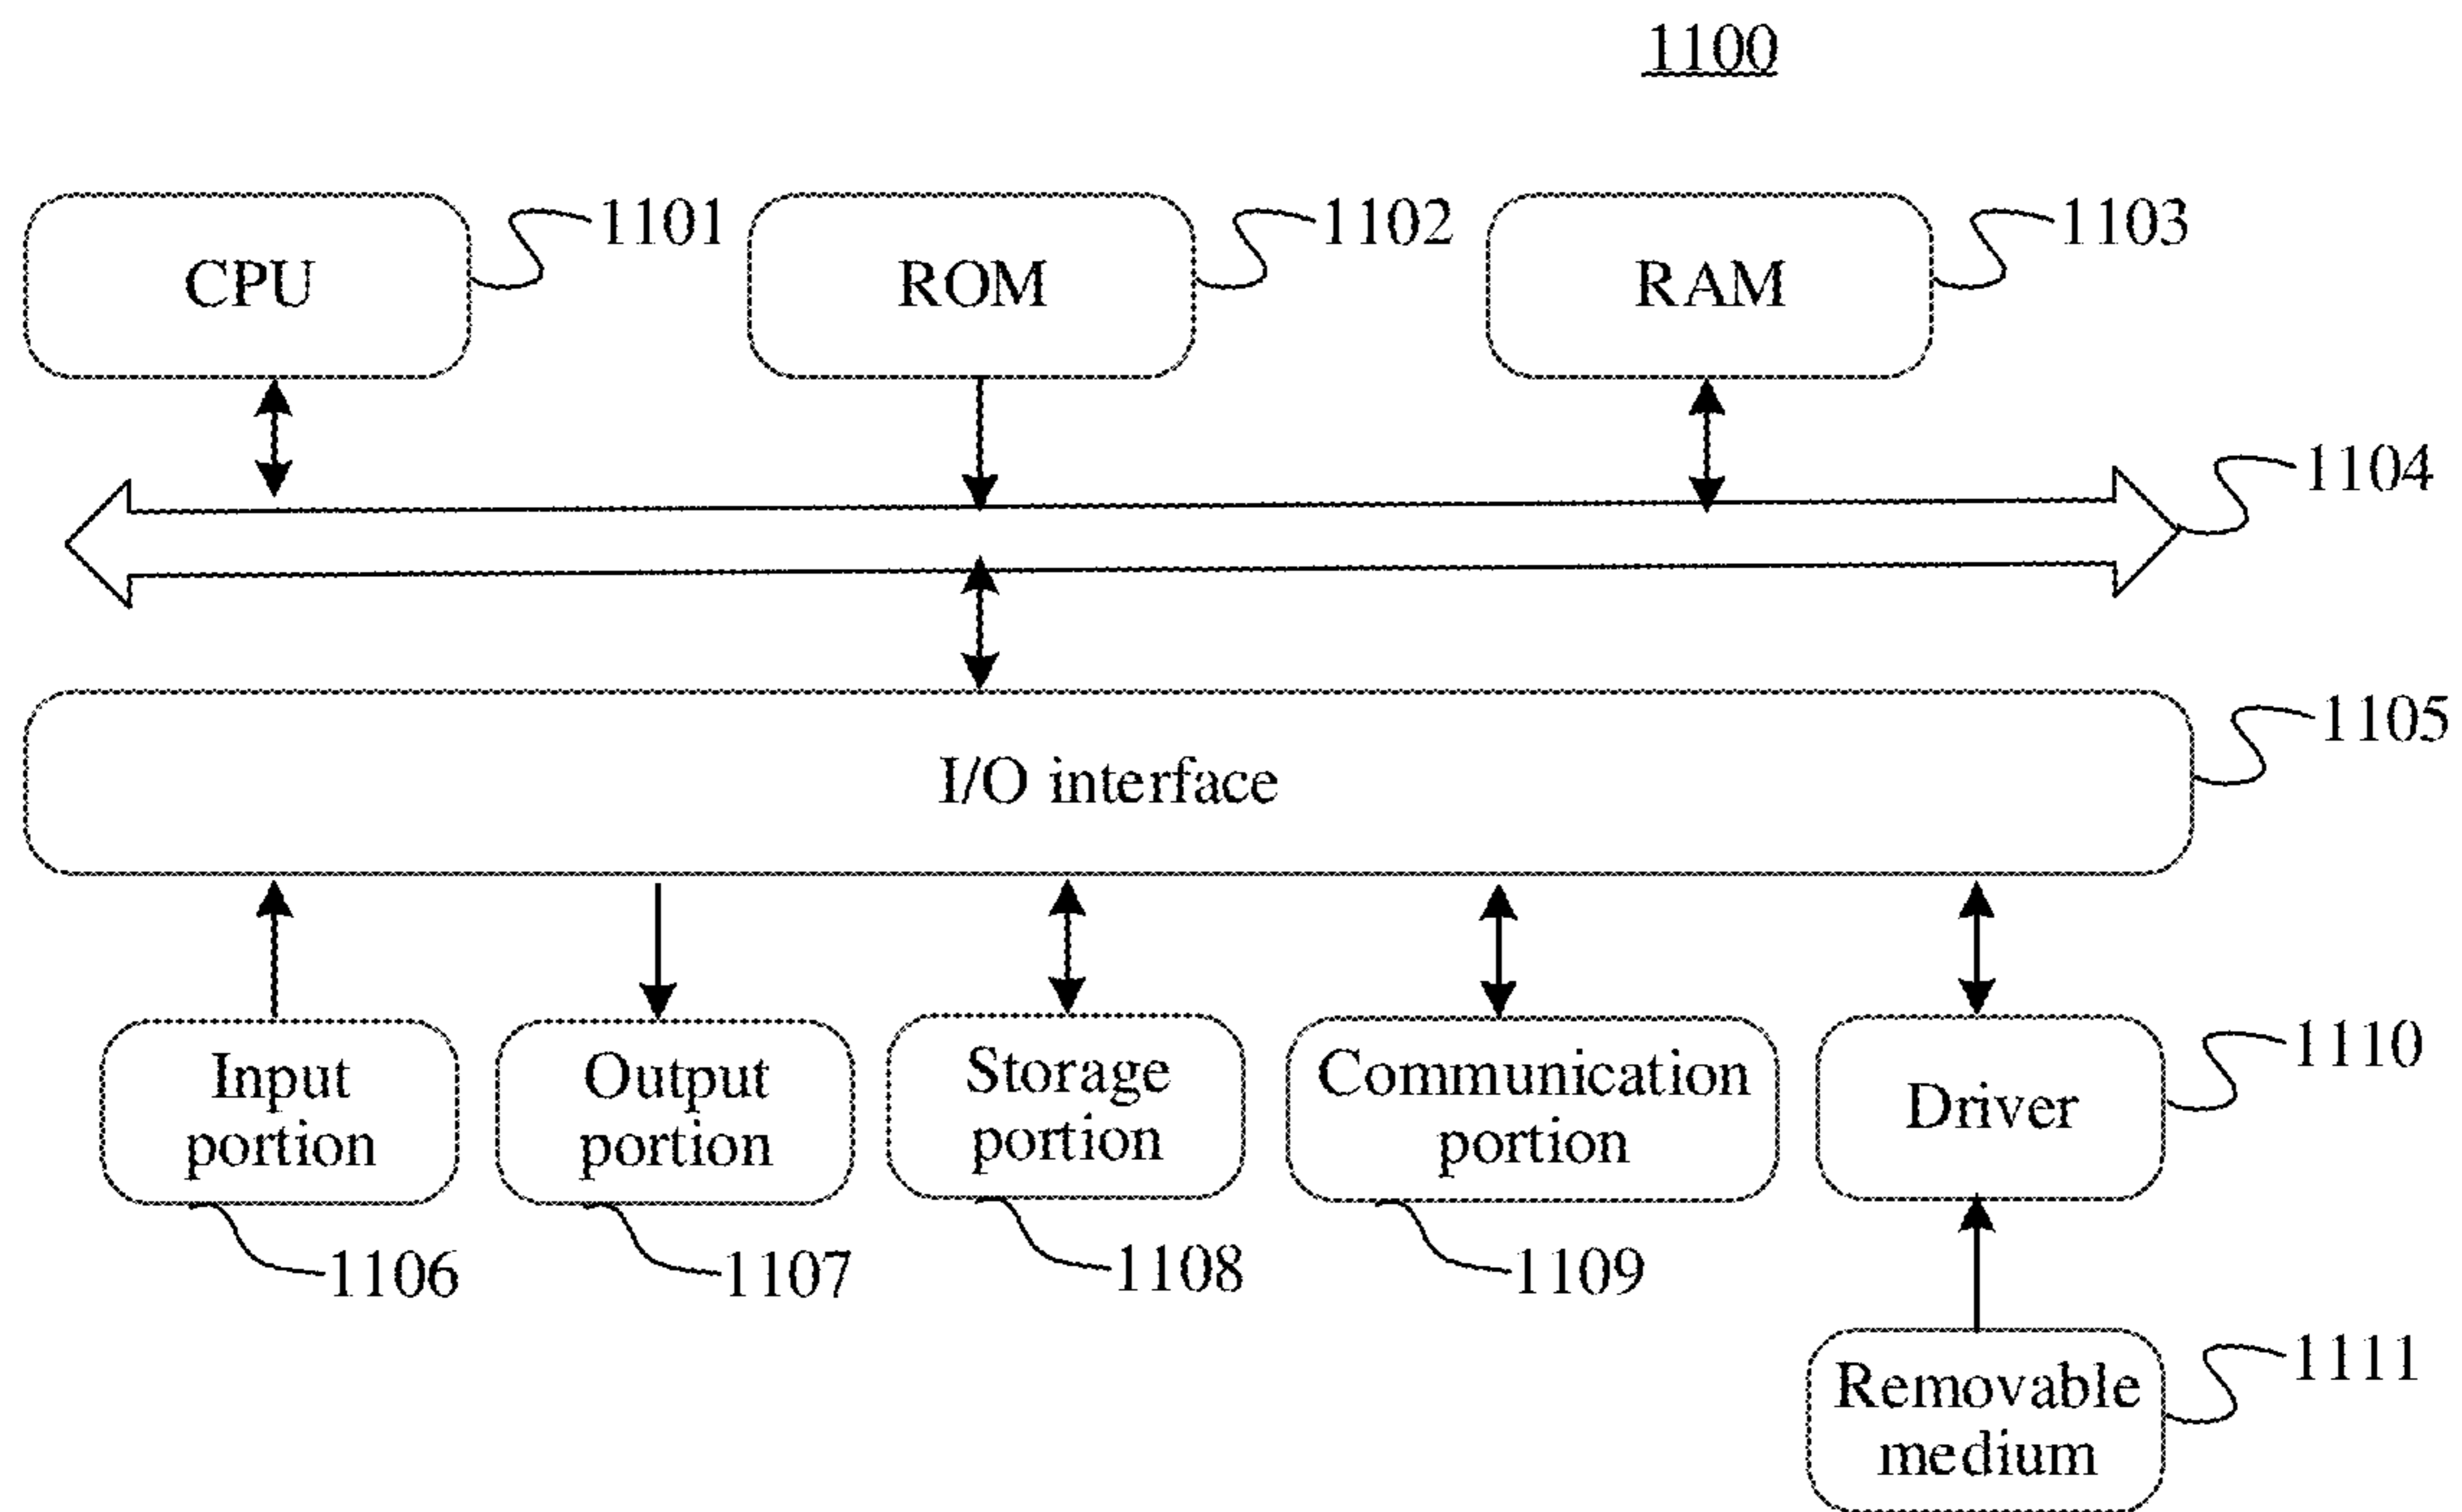 1100
CPU
1101
ROM
1102
RAM
1103
1104
I/O interface
1105
Input
portion
1106
Output
portion
1107
Storage
portion
1108
Communication
portion
1109
Driver
1110
Removable
medium
1111